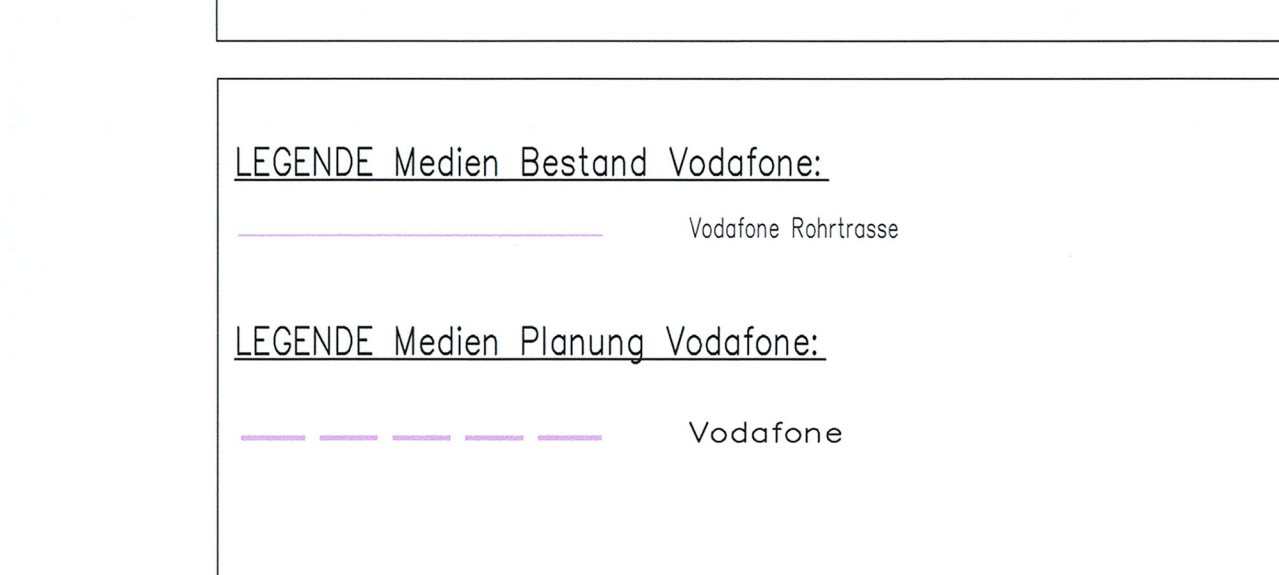 LEGENDE Medien Bestand Vodafone:
Vodafone Rohrtrasse
LEGENDE Medien Planung Vodafone:
Vodafone